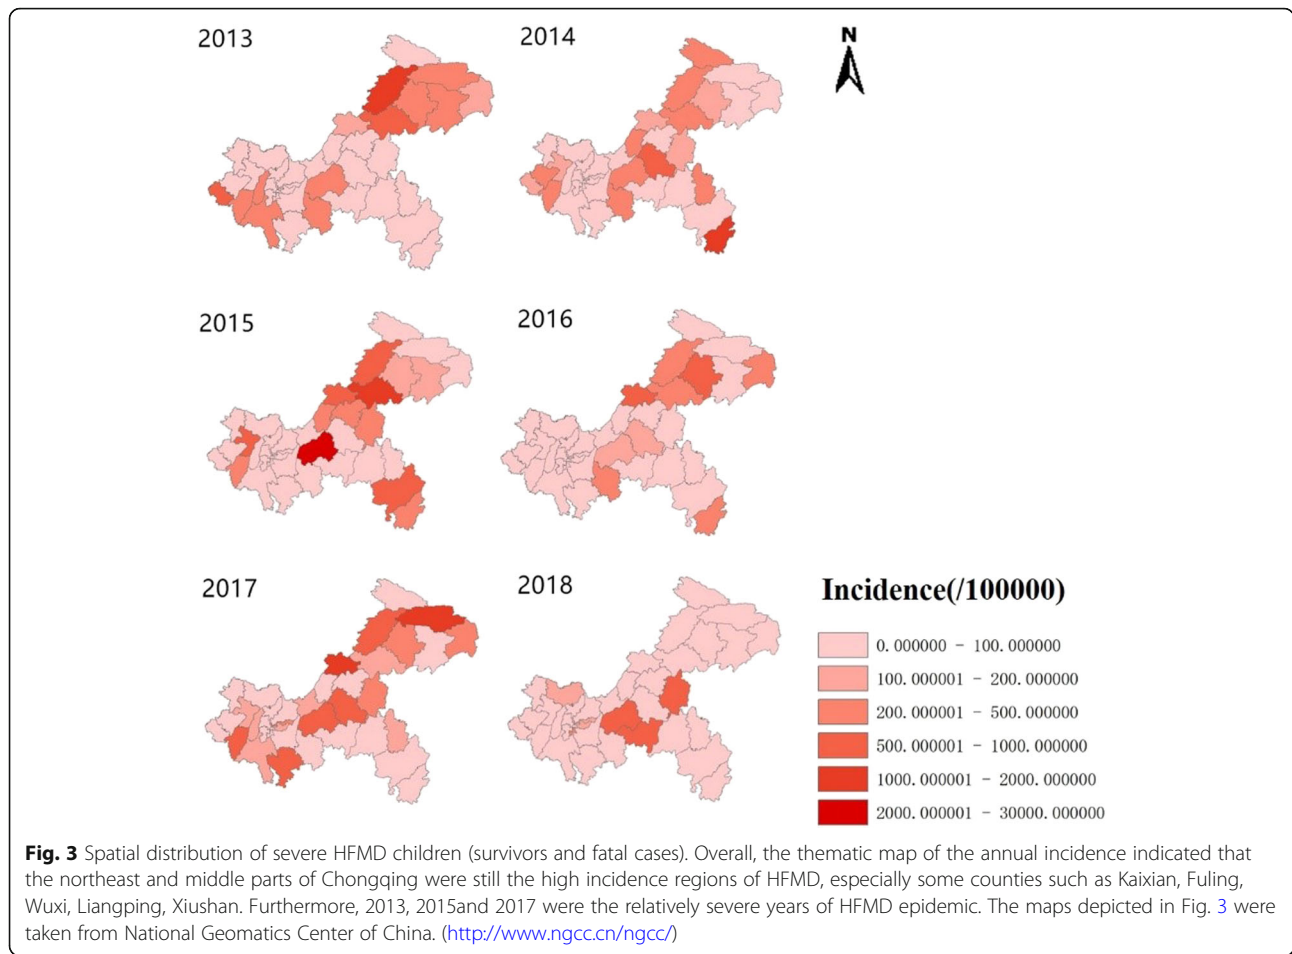 2013
2014
N
2015
2016
2017
2018
Incidence(/100000)
0.000000 - 100.000000
100.000001 - 200.000000
200.000001 - 500.000000
500.000001 - 1000.000000
1000.000001 - 2000.000000
2000.000001 - 30000.000000
Fig. 3 Spatial distribution of severe HFMD children (survivors and fatal cases). Overall, the thematic map of the annual incidence indicated that
the northeast and middle parts of Chongqing were still the high incidence regions of HFMD, especially some counties such as Kaixian, Fuling,
Wuxi, Liangping, Xiushan. Furthermore, 2013, 2015and 2017 were the relatively severe years of HFMD epidemic. The maps depicted in Fig. 3 were
taken from National Geomatics Center of China. (http://www.ngcc.cn/ngcc/)